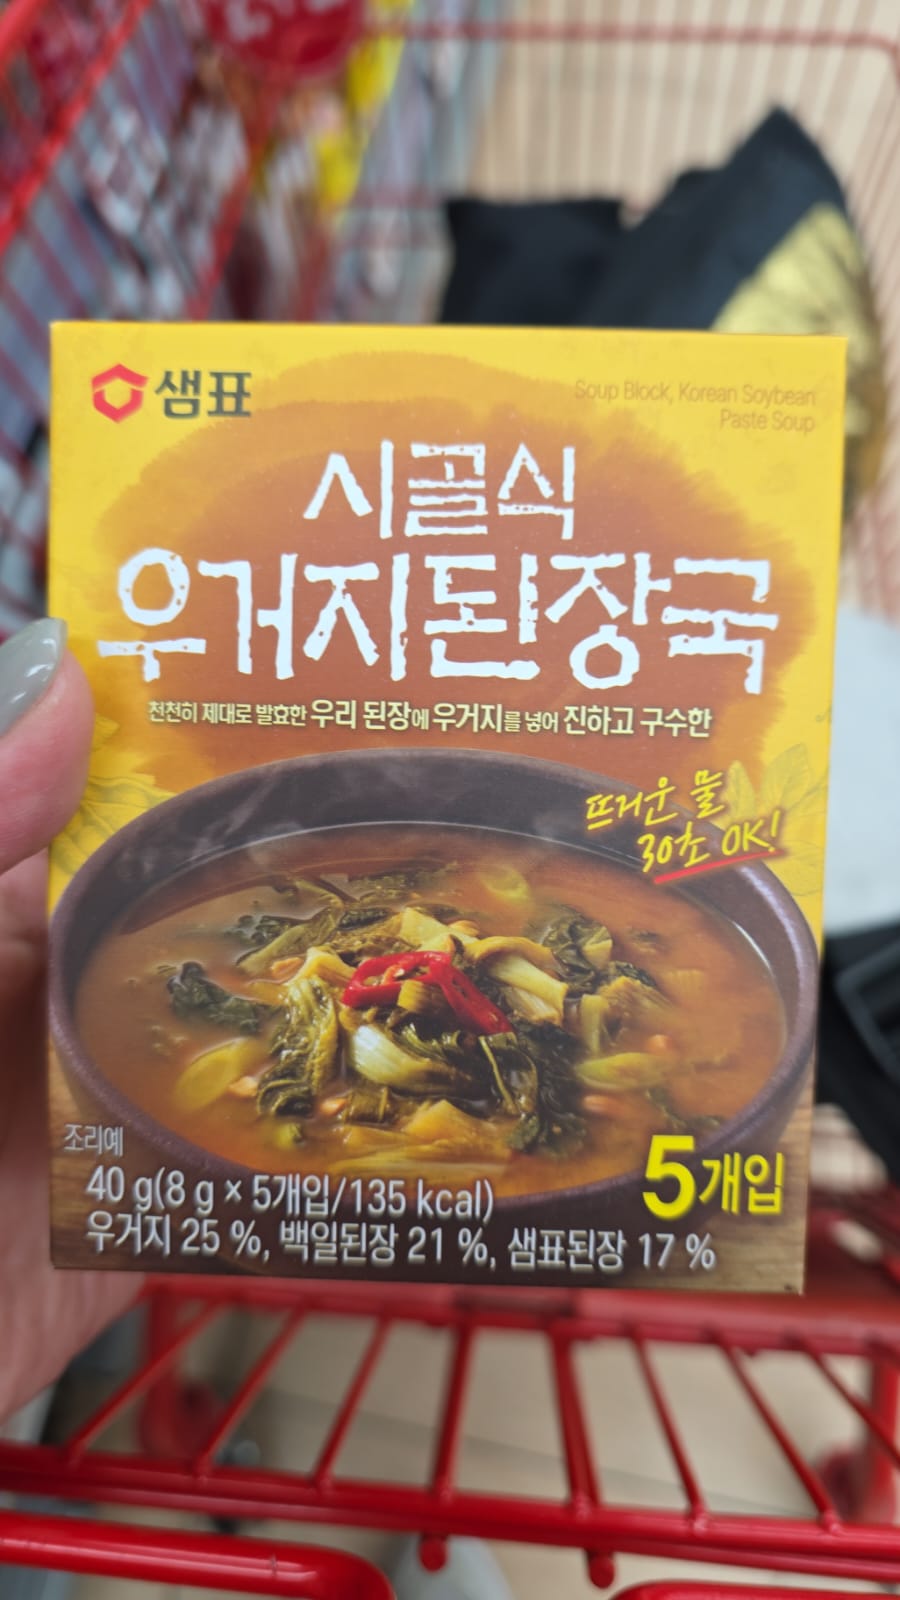 샘표
Soup Block, Korean Soybean
Paste Soup
시골식
우거지된장국
천천히 제대로 발효한 우리 된장에 우거지를 넣어 진하고 구수한
뜨거운 물
30초 OK!
조리예
40 g(8 g × 5개입/135 kcal)
5개입
우거지 25 %, 백일된장 21 %, 샘표된장 17 %